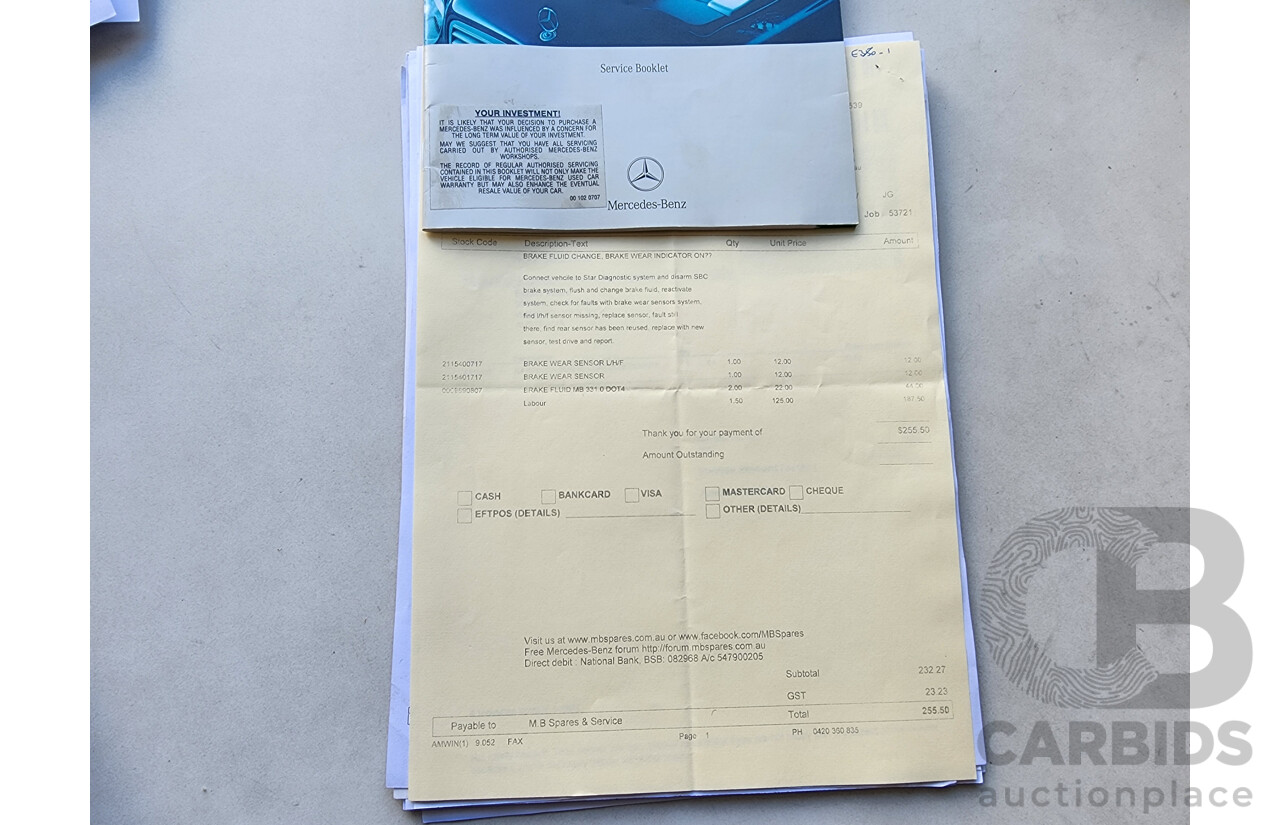 E350-1
Service Booklet
YOUR INVESTMENT!
IT IS LIKELY THAT YOUR DECISION TO PURCHASE A
MERCEDES-BENZ WAS INFLUENCED BY A CONCERN FOR
THE LONG TERM VALUE OF YOUR INVESTMENT.
MAY WE SUGGEST THAT YOU HAVE ALL SERVICING
CARRIED OUT BY AUTHORISED MERCEDES-BENZ
WORKSHOPS.
THE RECORD OF REGULAR AUTHORISED SERVICING
CONTAINED IN THIS BOOKLET WILL NOT ONLY MAKE THE
VEHICLE ELIGIBLE FOR MERCEDES-BENZ USED CAR
WARRANTY BUT MAY ALSO ENHANCE THE EVENTUAL
RESALE VALUE OF YOUR CAR.
00 102 0707
Mercedes-Benz
539
JG
Job 53721
Stock Code Description-Text Qty Unit Price Amount
BRAKE FLUID CHANGE, BRAKE WEAR INDICATOR ON??
Connect vehicle to Star Diagnostic system and disarm SBC
brake system, flush and change brake fluid, reactivate
system, check for faults with brake wear sensors system,
find l/h/f sensor missing, replace sensor, fault still
there, find rear sensor has been reused, replace with new
sensor, test drive and report.
2115400717 BRAKE WEAR SENSOR L/H/F 1.00 12.00 12.00
2115401717 BRAKE WEAR SENSOR 1.00 12.00 12.00
BRAKE FLUID MB 331.0 DOT4 2.00 22.00 44.00
Labour 1.50 125.00 187.50
Thank you for your payment of $255.50
Amount Outstanding
CASH BANKCARD VISA MASTERCARD CHEQUE
EFTPOS (DETAILS) OTHER (DETAILS)
Visit us at www.mbspares.com.au or www.facebook.com/MBSpares
Free Mercedes-Benz forum http://forum.mbspares.com.au
Direct debit : National Bank, BSB: 082968 A/c 547900205
Subtotal 232.27
GST 23.23
Total 255.50
Payable to M.B Spares & Service
AMWIN(1) 9.052 FAX Page 1 PH 0420 360 835
CB
CARBIDS
auctionplace